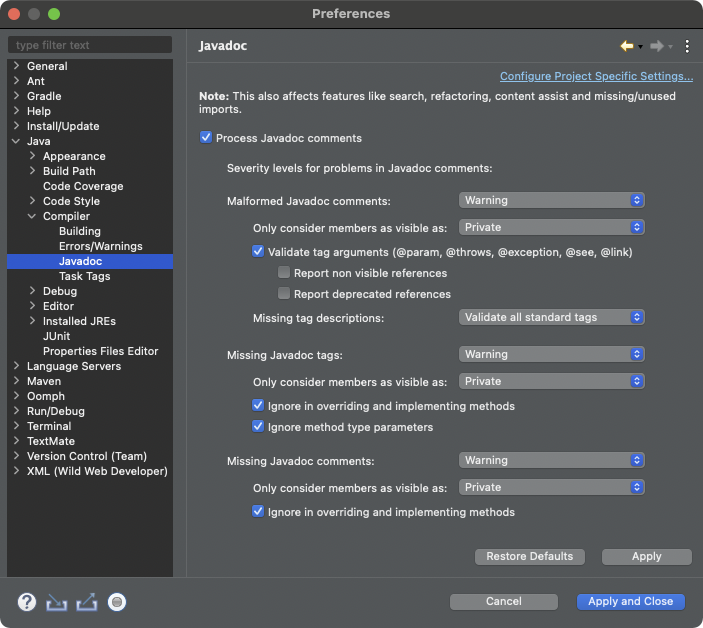 Preferences
type filter text
General
Ant
Gradle
Help
Install/Update
Java
Appearance
Build Path
Code Coverage
Code Style
Compiler
Building
Errors/Warnings
Javadoc
Task Tags
Debug
Editor
Installed JREs
JUnit
Properties Files Editor
Language Servers
Maven
Oomph
Run/Debug
Terminal
TextMate
Version Control (Team)
XML (Wild Web Developer)
Javadoc
Configure Project Specific Settings...
Note: This also affects features like search, refactoring, content assist and missing/unused
imports.
Process Javadoc comments
Severity levels for problems in Javadoc comments:
Malformed Javadoc comments: Warning
Only consider members as visible as: Private
Validate tag arguments (@param, @throws, @exception, @see, @link)
Report non visible references
Report deprecated references
Missing tag descriptions: Validate all standard tags
Missing Javadoc tags: Warning
Only consider members as visible as: Private
Ignore in overriding and implementing methods
Ignore method type parameters
Missing Javadoc comments: Warning
Only consider members as visible as: Private
Ignore in overriding and implementing methods
Restore Defaults Apply
? Cancel Apply and Close